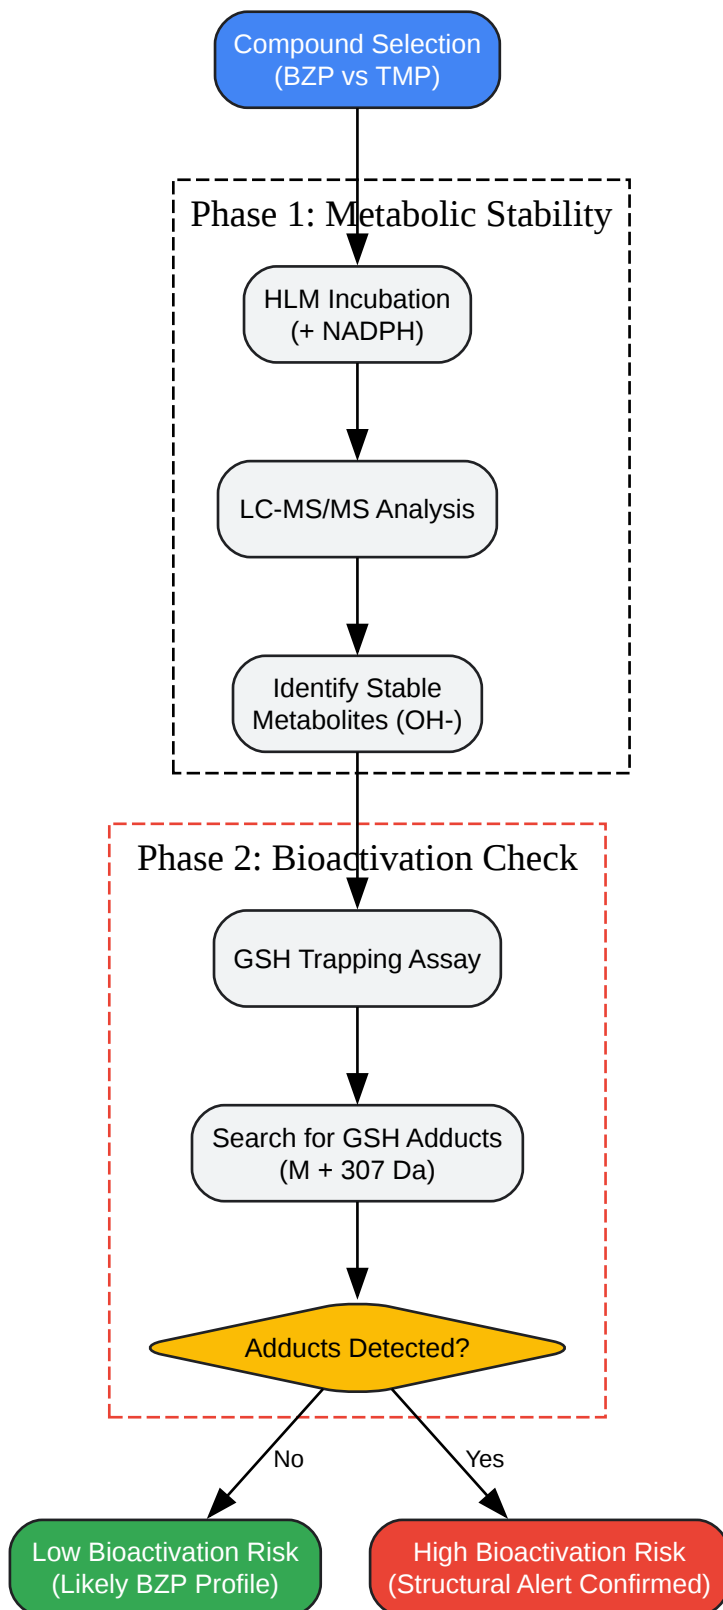 Compound Selection
(BZP vs TMP)
Phase 1: Metabolic Stability
HLM Incubation
(+ NADPH)
LC-MS/MS Analysis
Identify Stable
Metabolites (OH-)
Phase 2: Bioactivation Check
GSH Trapping Assay
Search for GSH Adducts
(M + 307 Da)
Adducts Detected?
No
Yes
Low Bioactivation Risk
(Likely BZP Profile)
High Bioactivation Risk
(Structural Alert Confirmed)